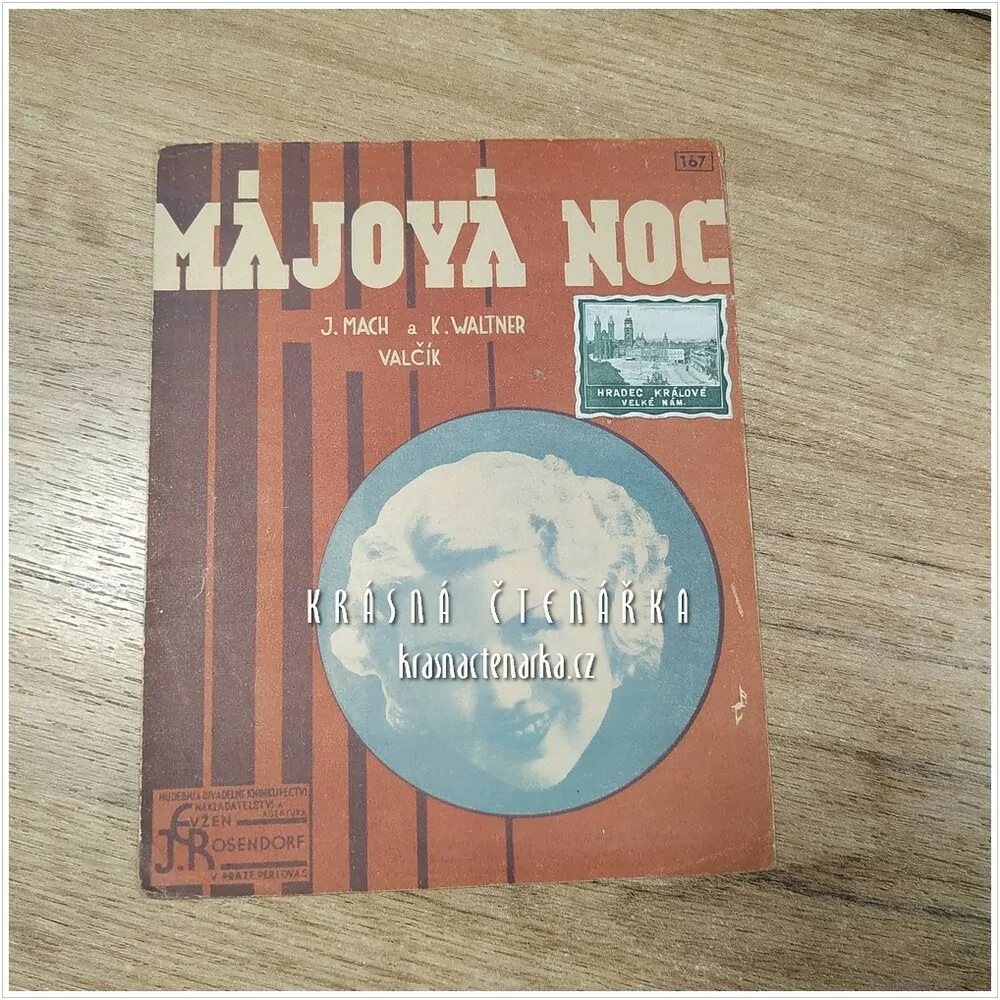 167
MÁJOVÁ NOC
J. MACH a K. WALTNER
VALČÍK
HRADEC KRÁLOVÉ
VELKÉ NÁM.
KRÁSNÁ ČTENÁŘKA
krasnactenarka.cz
HUDEBNÍ & DIVADELNÍ KNIHKUPECTVÍ
NAKLADATELSTVÍ A
AGENTURA
EVŽEN
J. ROSENDORF
V PRAZE PERLOVÁ 5